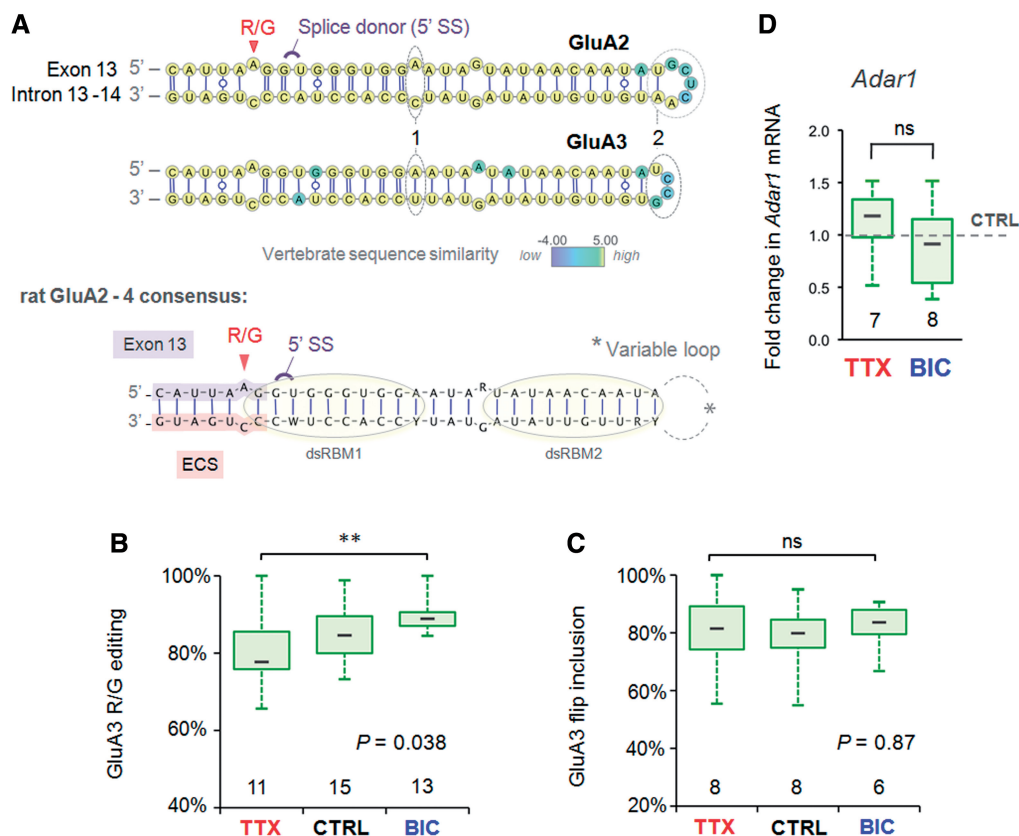 A
R/G
Splice donor (5' SS)
GluA2
Exon 13 5' – C A U U A A G G U G G G U G G A A U A G U A U A A C A A U A U G C U
Intron 13 -14 3' – G U A G U C C C A U C C A C C C U A U G A U A U U G U U G U A A C
1
GluA3
2
5' – C A U U A A G G U G G G U G G A A U A A U A U A A C A A U A U C
3' – G U A G U C C C A U C C A C C U U A U G A U A U U G U U G U G C
Vertebrate sequence similarity
-4.00 5.00
low high
rat GluA2 - 4 consensus:
Exon 13
R/G
5' SS
* Variable loop
5' -C-A-U-U-A-A-G-G-U-G-G-G-U-G-G-A-A-U-A-R-U-A-U-A-A-C-A-A-U-A
*
3' -G-U-A-G-U-C-C-C-W-U-C-C-A-C-C-Y-U-A-U-G-A-U-A-U-U-G-U-U-R-Y
ECS
dsRBM1
dsRBM2
D
Adar1
Fold change in Adar1 mRNA
2.0
1.5
1.0
0.5
0.0
ns
CTRL
7 8
TTX BIC
B
GluA3 R/G editing
100%
80%
60%
40%
**
P = 0.038
11 15 13
TTX CTRL BIC
C
GluA3 flip inclusion
100%
80%
60%
40%
20%
ns
P = 0.87
8 8 6
TTX CTRL BIC